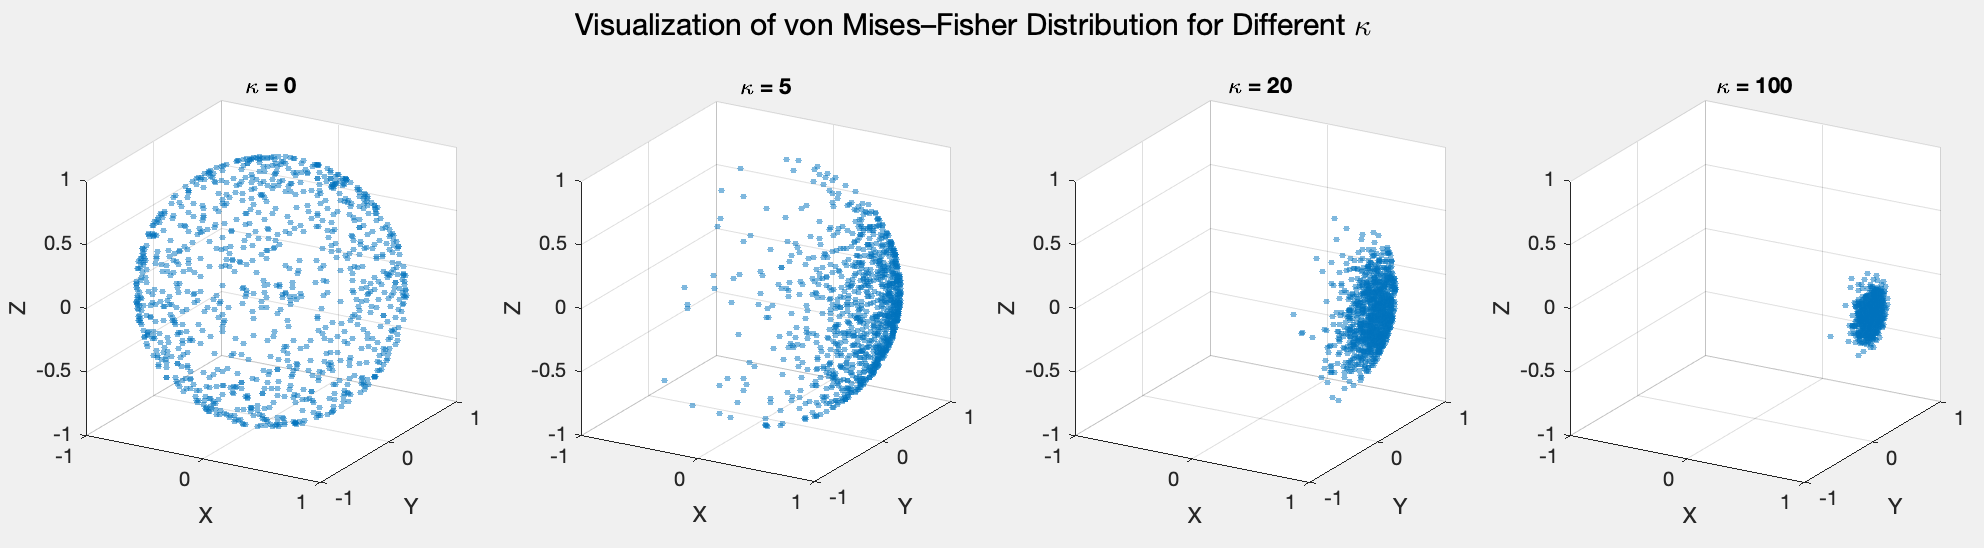 Visualization of von Mises–Fisher Distribution for Different κ
κ = 0
1
0.5
0
-0.5
-1
Z
-1
0
1
X
-1
0
1
Y
κ = 5
1
0.5
0
-0.5
-1
Z
-1
0
1
X
-1
0
1
Y
κ = 20
1
0.5
0
-0.5
-1
Z
-1
0
1
X
-1
0
1
Y
κ = 100
1
0.5
0
-0.5
-1
Z
-1
0
1
X
-1
0
1
Y